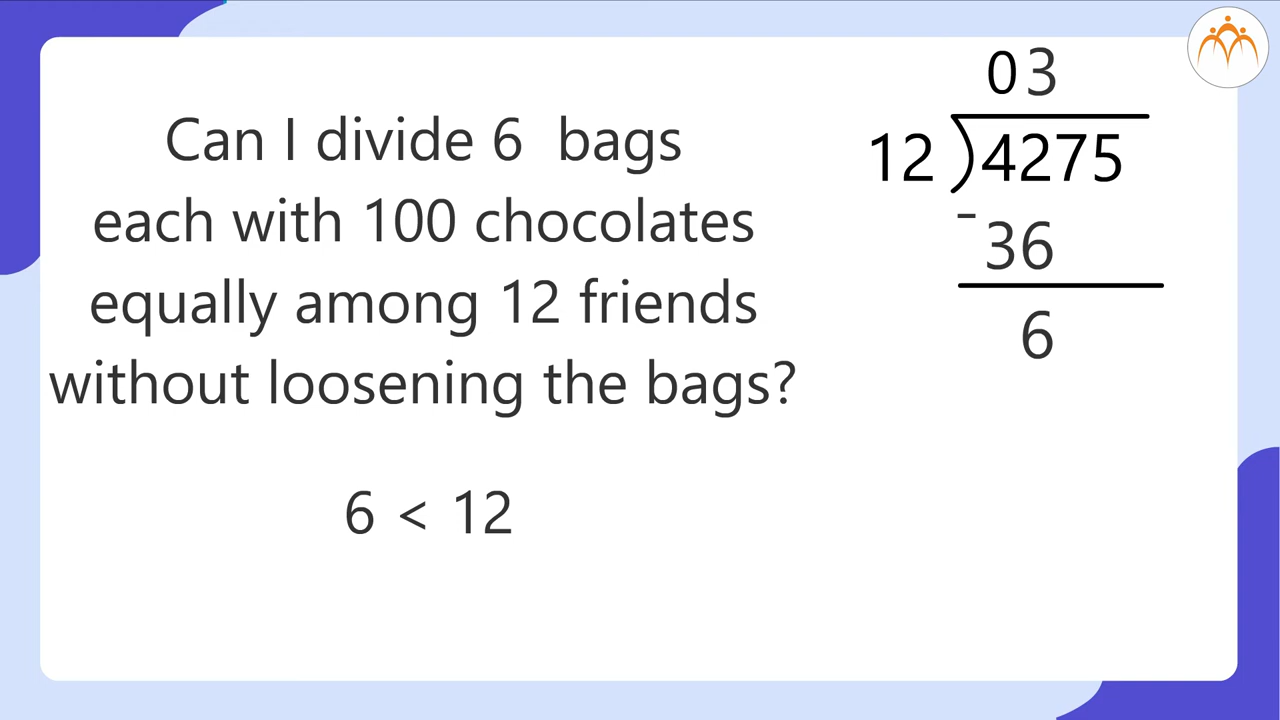 Can I divide 6 bags
each with 100 chocolates
equally among 12 friends
without loosening the bags?
6 < 12
03
12 )4275
-
36
6